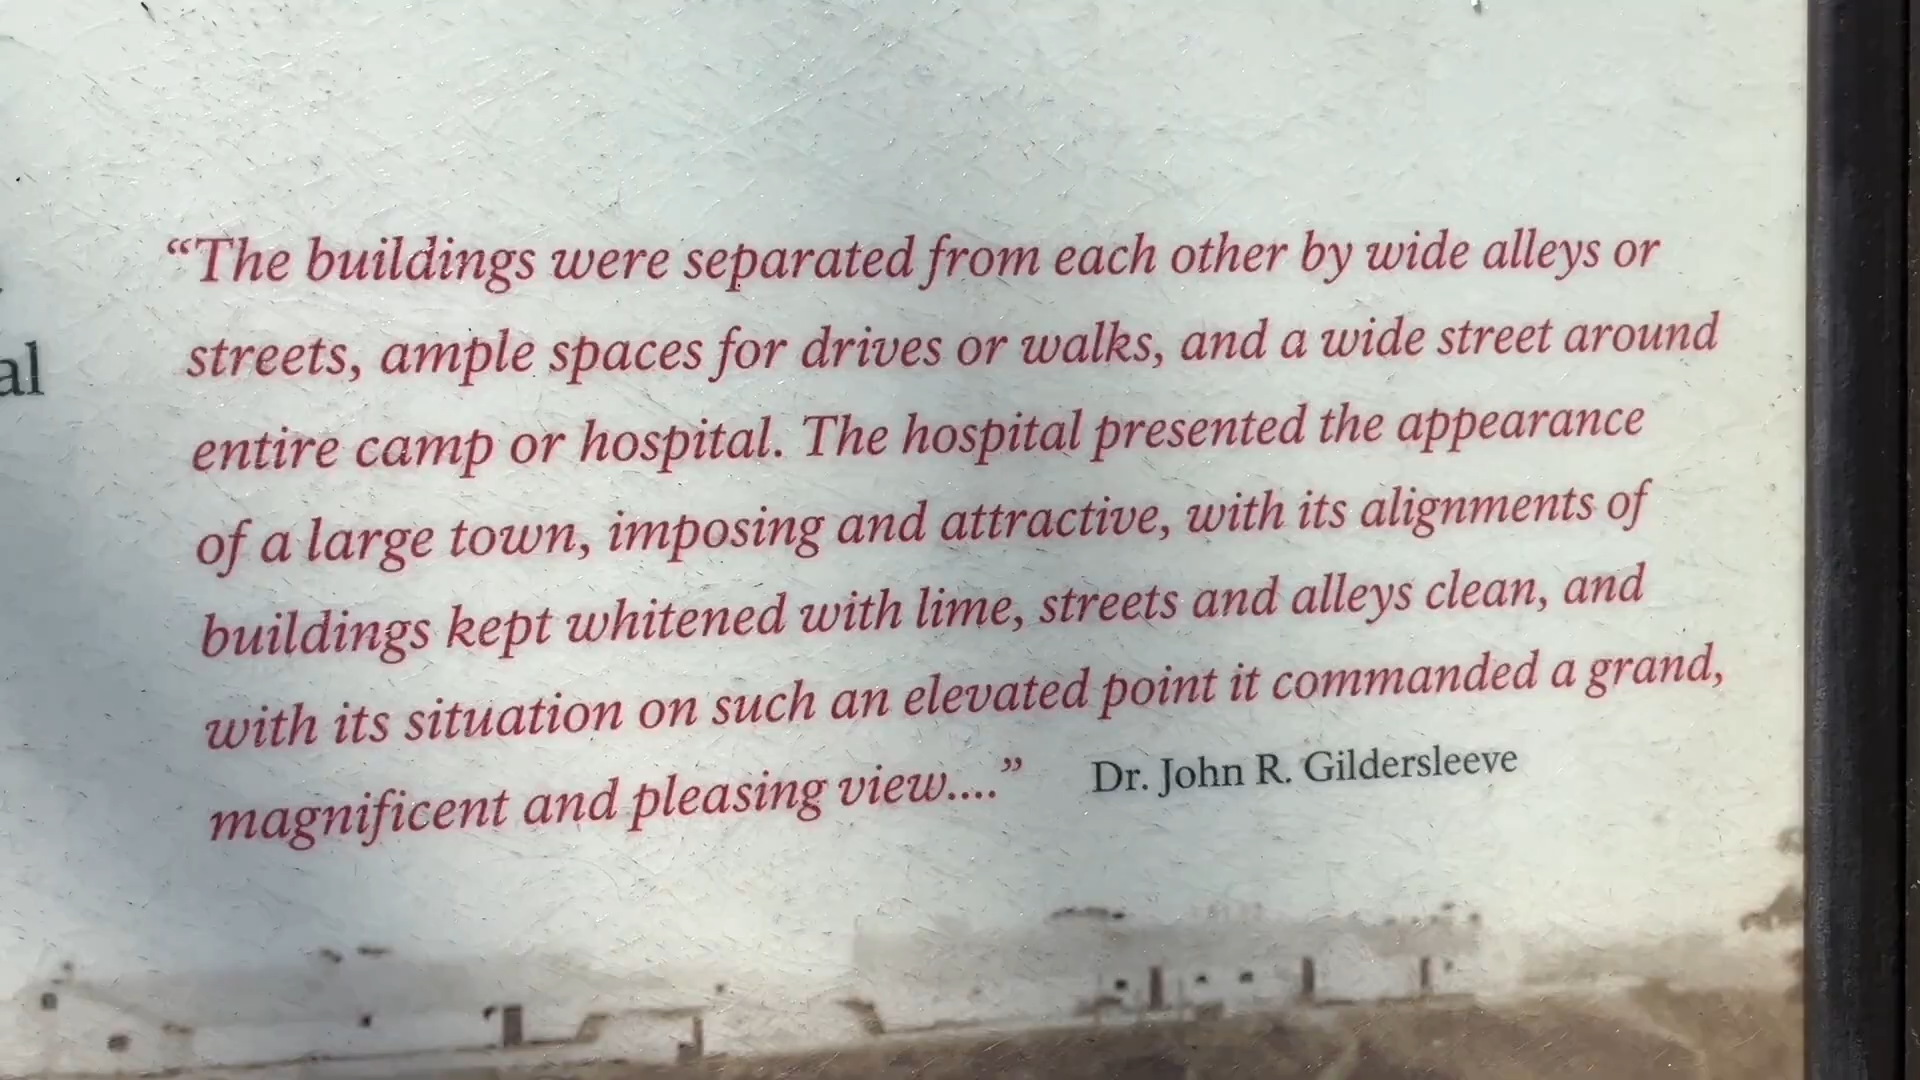 al
“The buildings were separated from each other by wide alleys or
streets, ample spaces for drives or walks, and a wide street around
entire camp or hospital. The hospital presented the appearance
of a large town, imposing and attractive, with its alignments of
buildings kept whitened with lime, streets and alleys clean, and
with its situation on such an elevated point it commanded a grand,
magnificent and pleasing view....” Dr. John R. Gildersleeve